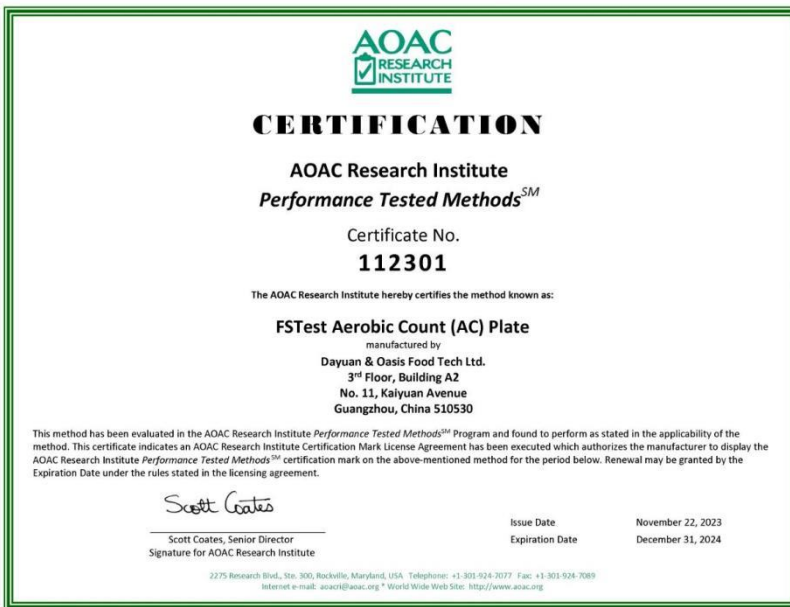 AOAC
RESEARCH
INSTITUTE
CERTIFICATION
AOAC Research Institute
Performance Tested Methods℠
Certificate No.
112301
The AOAC Research Institute hereby certifies the method known as:
FSTest Aerobic Count (AC) Plate
manufactured by
Dayuan & Oasis Food Tech Ltd.
3rd Floor, Building A2
No. 11, Kaiyuan Avenue
Guangzhou, China 510530
This method has been evaluated in the AOAC Research Institute Performance Tested Methods℠ Program and found to perform as stated in the applicability of the
method. This certificate indicates an AOAC Research Institute Certification Mark License Agreement has been executed which authorizes the manufacturer to display the
AOAC Research Institute Performance Tested Methods℠ certification mark on the above-mentioned method for the period below. Renewal may be granted by the
Expiration Date under the rules stated in the licensing agreement.
Scott Coates
Scott Coates, Senior Director
Signature for AOAC Research Institute
Issue Date November 22, 2023
Expiration Date December 31, 2024
2275 Research Blvd., Ste. 300, Rockville, Maryland, USA Telephone: +1-301-924-7077 Fax: +1-301-924-7089
Internet e-mail: aoacri@aoac.org * World Wide Web Site: http://www.aoac.org